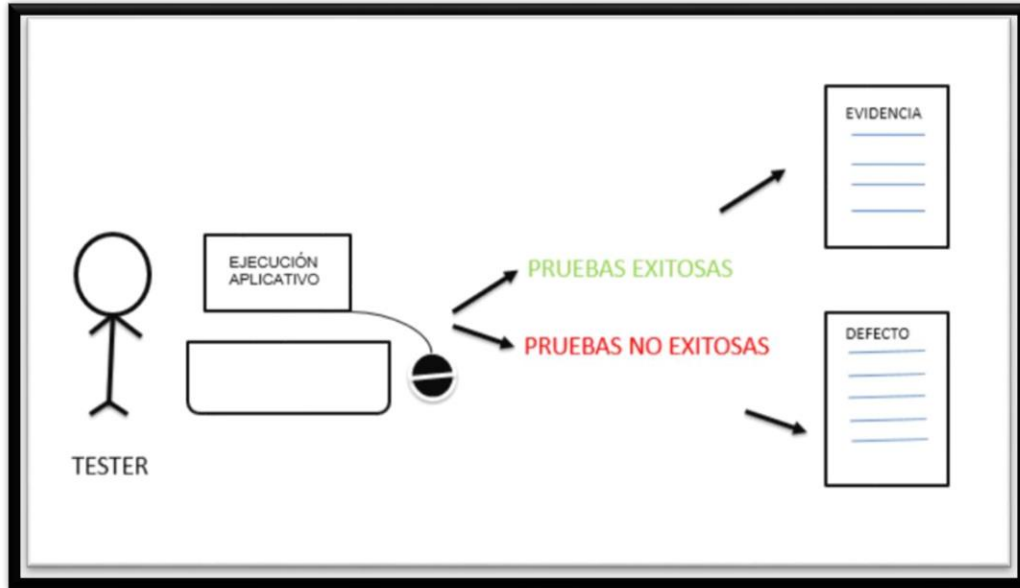 EVIDENCIA
EJECUCIÓN
APLICATIVO
PRUEBAS EXITOSAS
PRUEBAS NO EXITOSAS
DEFECTO
TESTER